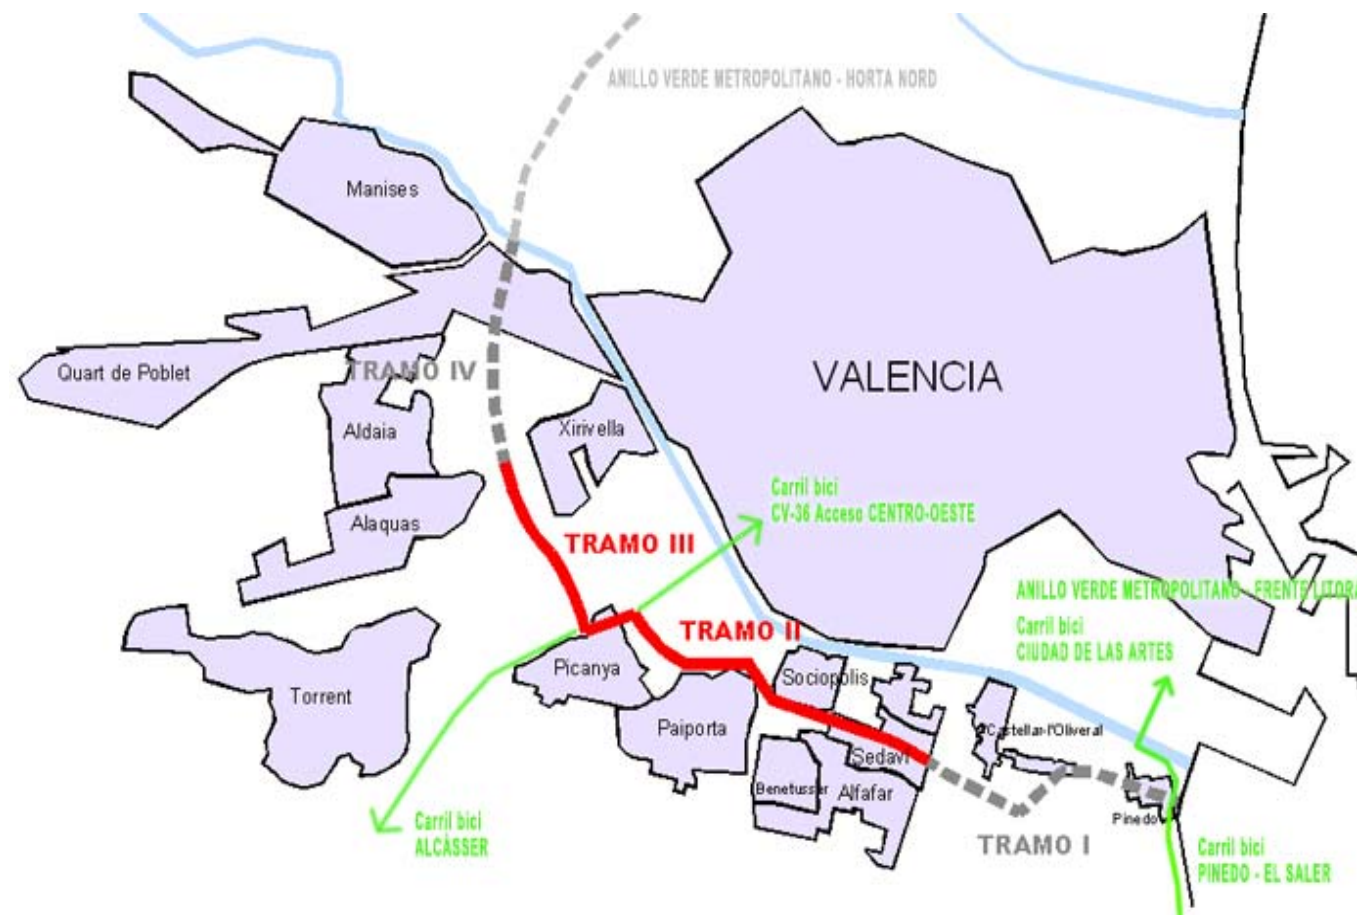 ANILLO VERDE METROPOLITANO - HORTA NORD
Manises
VALENCIA
Quart de Poblet
TRAMO IV
Aldaia
Xirivella
Carril bici
CV-36 Acceso CENTRO-OESTE
Alaquas
TRAMO III
ANILLO VERDE METROPOLITANO - FRENTE LITORA
Carril bici
CIUDAD DE LAS ARTES
TRAMO II
Picanya
Sociopolis
Torrent
Paiporta
Castellar-l'Oliveral
Sedaví
Benetusser
Alfafar
Pinedo
Carril bici
ALCÀSSER
TRAMO I
Carril bici
PINEDO - EL SALER